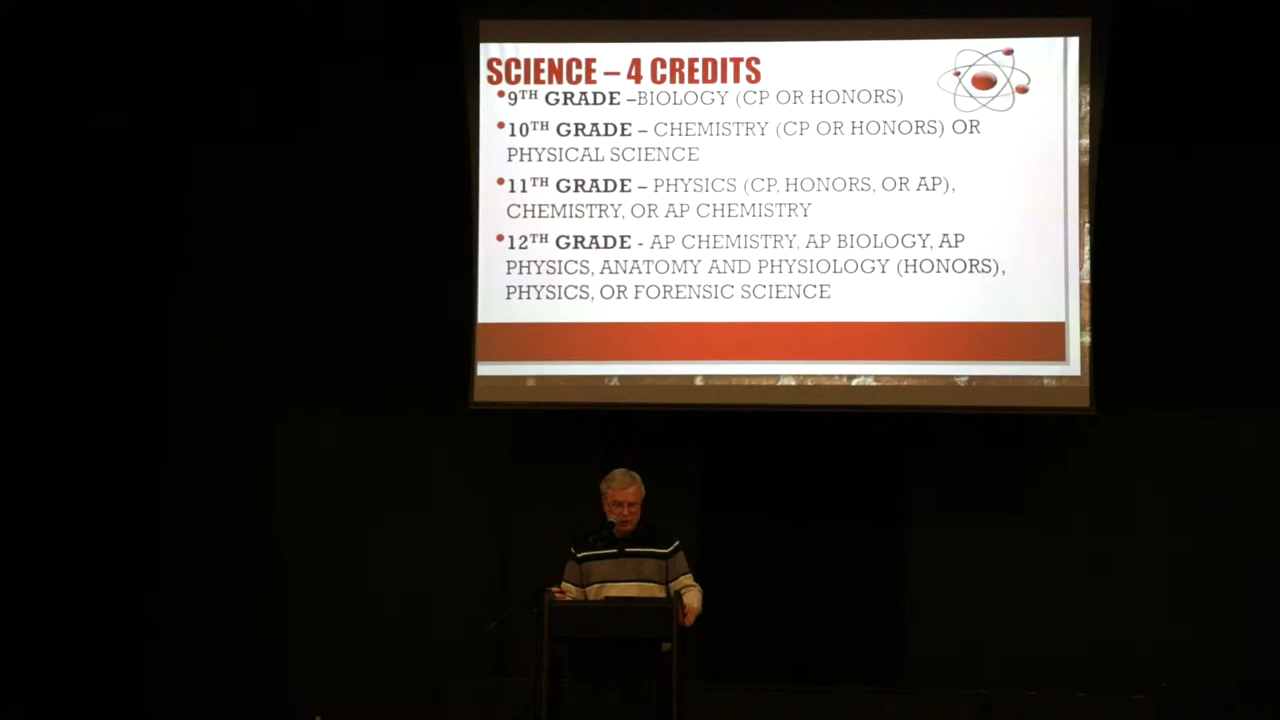 SCIENCE – 4 CREDITS
•9TH GRADE –BIOLOGY (CP OR HONORS)
•10TH GRADE – CHEMISTRY (CP OR HONORS) OR
PHYSICAL SCIENCE
•11TH GRADE – PHYSICS (CP, HONORS, OR AP),
CHEMISTRY, OR AP CHEMISTRY
•12TH GRADE - AP CHEMISTRY, AP BIOLOGY, AP
PHYSICS, ANATOMY AND PHYSIOLOGY (HONORS),
PHYSICS, OR FORENSIC SCIENCE